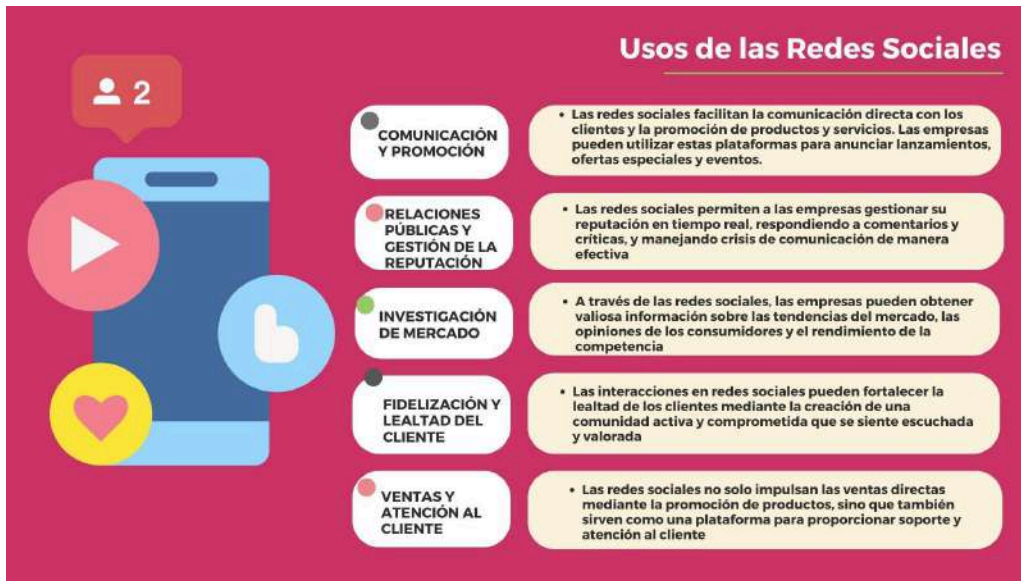 Usos de las Redes Sociales
2
COMUNICACIÓN
Y PROMOCIÓN
• Las redes sociales facilitan la comunicación directa con los
clientes y la promoción de productos y servicios. Las empresas
pueden utilizar estas plataformas para anunciar lanzamientos,
ofertas especiales y eventos.
RELACIONES
PÚBLICAS Y
GESTIÓN DE LA
REPUTACIÓN
• Las redes sociales permiten a las empresas gestionar su
reputación en tiempo real, respondiendo a comentarios y
críticas, y manejando crisis de comunicación de manera
efectiva
INVESTIGACIÓN
DE MERCADO
• A través de las redes sociales, las empresas pueden obtener
valiosa información sobre las tendencias del mercado, las
opiniones de los consumidores y el rendimiento de la
competencia
FIDELIZACIÓN Y
LEALTAD DEL
CLIENTE
• Las interacciones en redes sociales pueden fortalecer la
lealtad de los clientes mediante la creación de una
comunidad activa y comprometida que se siente escuchada
y valorada
VENTAS Y
ATENCIÓN AL
CLIENTE
• Las redes sociales no solo impulsan las ventas directas
mediante la promoción de productos, sino que también
sirven como una plataforma para proporcionar soporte y
atención al cliente